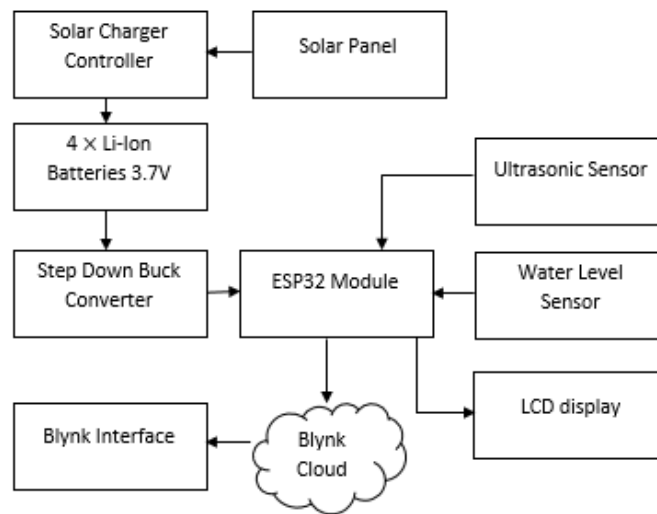 Solar Charger
Controller
Solar Panel
4 × Li-Ion
Batteries 3.7V
Ultrasonic Sensor
Step Down Buck
Converter
ESP32 Module
Water Level
Sensor
Blynk Interface
Blynk
Cloud
LCD display